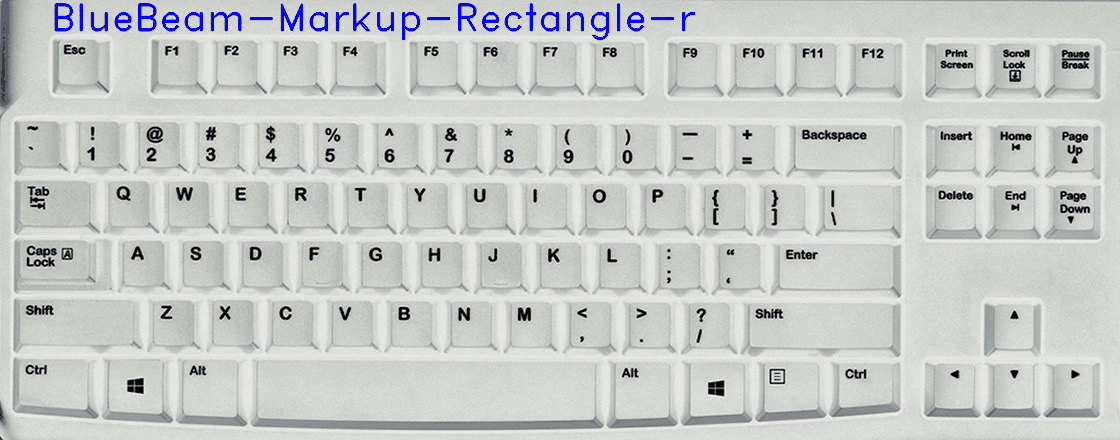 BlueBeam-Markup-Rectangle-r
Esc F1 F2 F3 F4 F5 F6 F7 F8 F9 F10 F11 F12 Print Screen Scroll Lock Pause Break
~ ` ! 1 @ 2 # 3 $ 4 % 5 ^ 6 & 7 * 8 ( 9 ) 0 — – + = Backspace Insert Home Page Up
Tab Q W E R T Y U I O P { [ } ] | \ Delete End Page Down
Caps Lock A A S D F G H J K L : ; “ ‘ Enter
Shift Z X C V B N M < , > . ? / Shift
Ctrl Alt Alt Ctrl